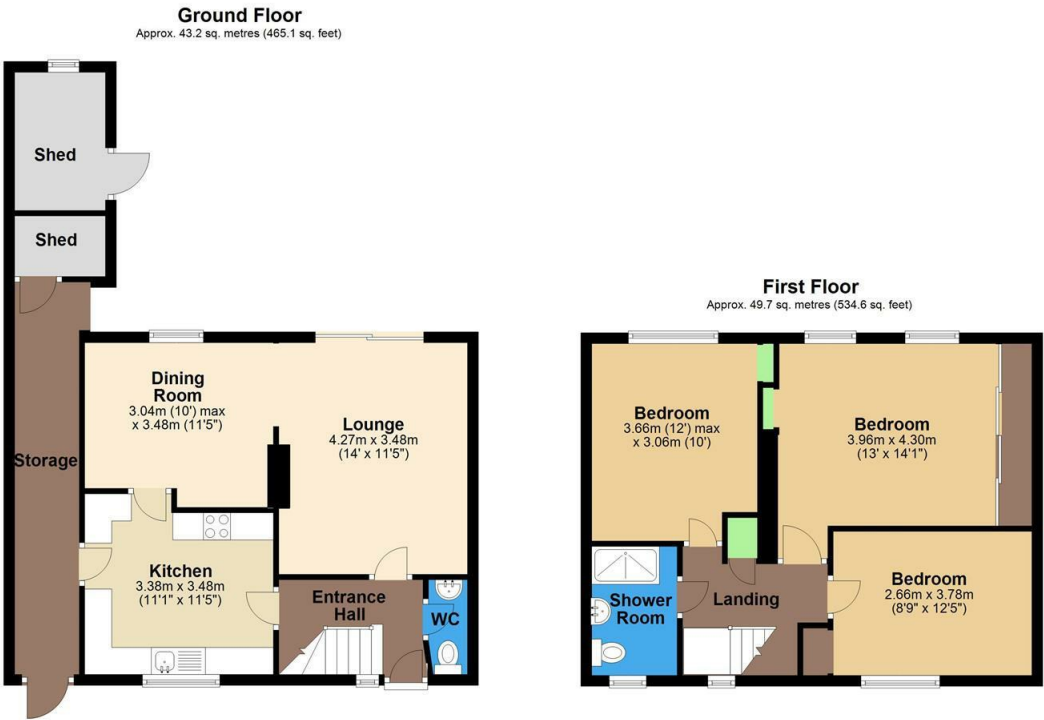 Ground Floor
Approx. 43.2 sq. metres (465.1 sq. feet)
Shed
Shed
Storage
Dining
Room
3.04m (10') max
x 3.48m (11'5")
Lounge
4.27m x 3.48m
(14' x 11'5")
Kitchen
3.38m x 3.48m
(11'1" x 11'5")
Entrance
Hall
WC
First Floor
Approx. 49.7 sq. metres (534.6 sq. feet)
Bedroom
3.66m (12') max
x 3.06m (10')
Bedroom
3.96m x 4.30m
(13' x 14'1")
Bedroom
2.66m x 3.78m
(8'9" x 12'5")
Shower
Room
Landing